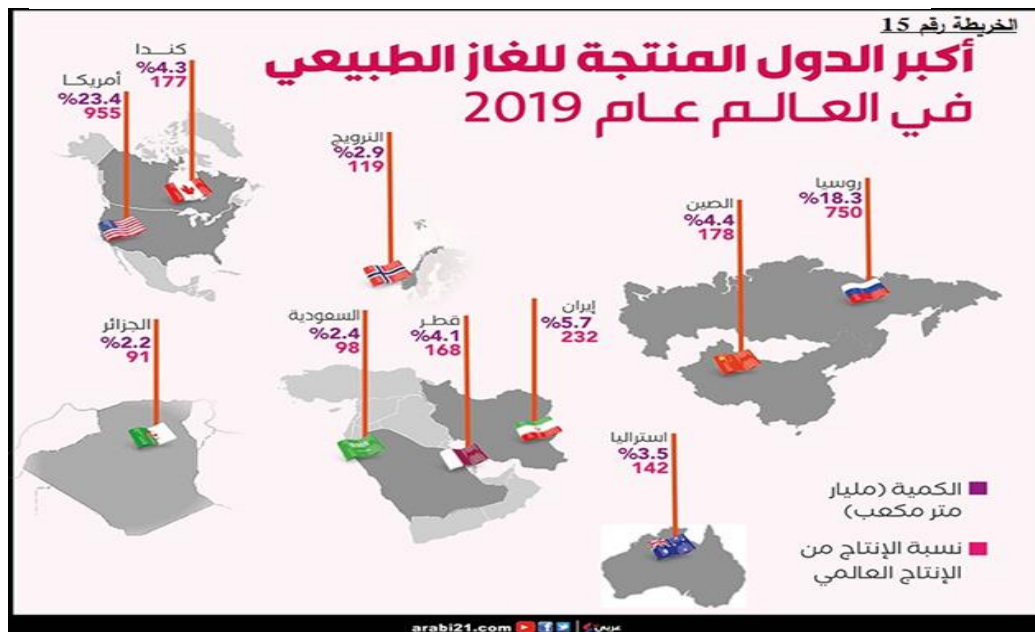 الخريطة رقم 15
أكبر الدول المنتجة للغاز الطبيعي
في العالم عام 2019
كندا
%4.3
177
أمريكا
%23.4
955
النرويج
%2.9
119
روسيا
%18.3
750
الصين
%4.4
178
إيران
%5.7
232
قطر
%4.1
168
السعودية
%2.4
98
الجزائر
%2.2
91
استراليا
%3.5
142
الكمية (مليار
متر مكعب)
نسبة الإنتاج من
الإنتاج العالمي
arabi21.com
عربي